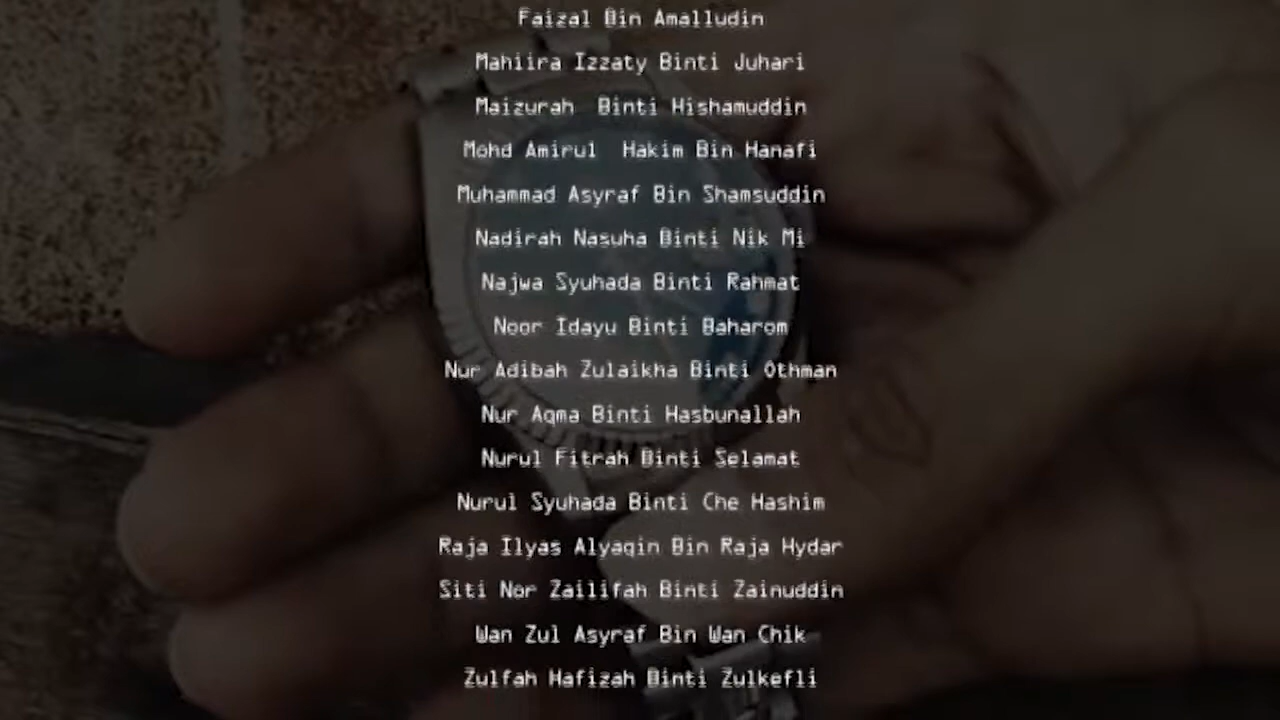 Faizal Bin Amalludin
Mahiira Izzaty Binti Juhari
Maizurah Binti Hishamuddin
Mohd Amirul Hakim Bin Hanafi
Muhammad Asyraf Bin Shamsuddin
Nadirah Nasuha Binti Nik Mi
Najwa Syuhada Binti Rahmat
Noor Idayu Binti Baharom
Nur Adibah Zulaikha Binti Othman
Nur Aqma Binti Hasbunallah
Nurul Fitrah Binti Selamat
Nurul Syuhada Binti Che Hashim
Raja Ilyas Alyaqin Bin Raja Hydar
Siti Nor Zailifah Binti Zainuddin
Wan Zul Asyraf Bin Wan Chik
Zulfah Hafizah Binti Zulkefli